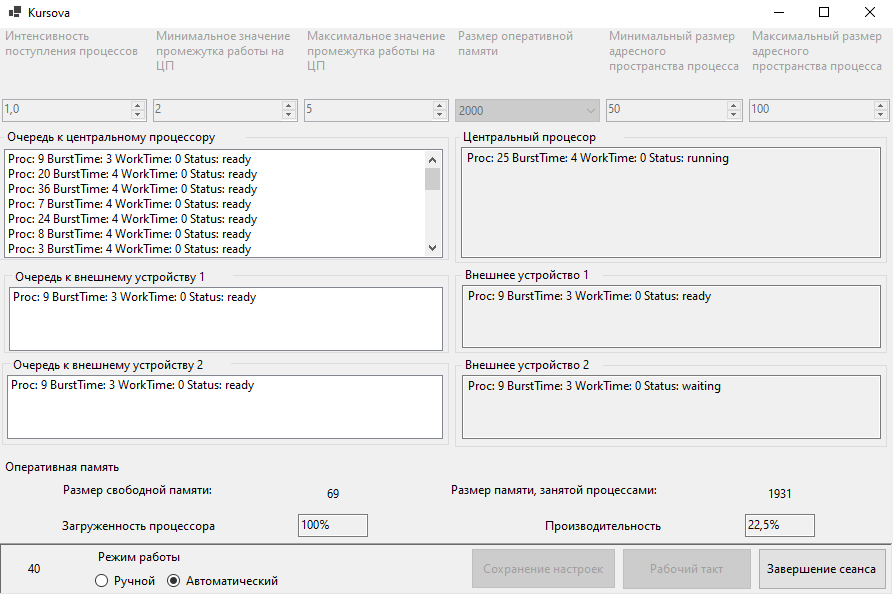 Kursova
Интенсивность
поступления процессов
Минимальное значение
промежутка работы на
ЦП
Максимальное значение
промежутка работы на
ЦП
Размер оперативной
памяти
Минимальный размер
адресного
пространства процесса
Максимальный размер
адресного
пространства процесса
1,0
2
5
2000
50
100
Очередь к центральному процессору
Proc: 9 BurstTime: 3 WorkTime: 0 Status: ready
Proc: 20 BurstTime: 4 WorkTime: 0 Status: ready
Proc: 36 BurstTime: 4 WorkTime: 0 Status: ready
Proc: 7 BurstTime: 4 WorkTime: 0 Status: ready
Proc: 24 BurstTime: 4 WorkTime: 0 Status: ready
Proc: 8 BurstTime: 4 WorkTime: 0 Status: ready
Proc: 3 BurstTime: 4 WorkTime: 0 Status: ready
Центральный процесор
Proc: 25 BurstTime: 4 WorkTime: 0 Status: running
Очередь к внешнему устройству 1
Proc: 9 BurstTime: 3 WorkTime: 0 Status: ready
Внешнее устройство 1
Proc: 9 BurstTime: 3 WorkTime: 0 Status: ready
Очередь к внешнему устройству 2
Proc: 9 BurstTime: 3 WorkTime: 0 Status: ready
Внешнее устройство 2
Proc: 9 BurstTime: 3 WorkTime: 0 Status: waiting
Оперативная память
Размер свободной памяти:
69
Размер памяти, занятой процессами:
1931
Загруженность процессора
100%
Производительность
22,5%
40
Режим работы
Ручной
Автоматический
Сохранение настроек
Рабочий такт
Завершение сеанса